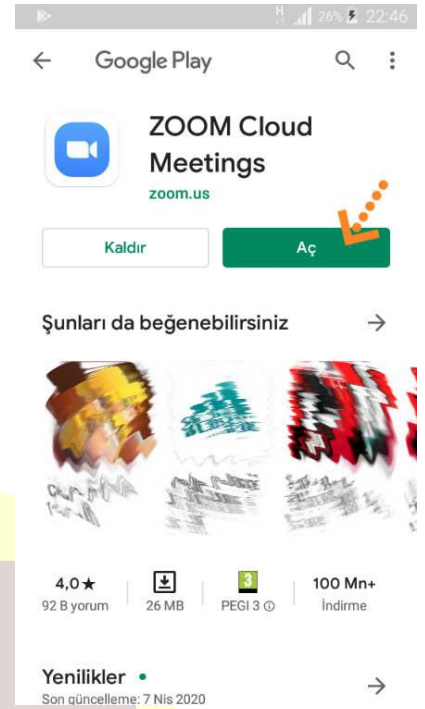 H 26% 22:46
Google Play
ZOOM Cloud
Meetings
zoom.us
Kaldır
Aç
Şunları da beğenebilirsiniz
4,0★
92 B yorum
26 MB
3
PEGI 3
100 Mn+
İndirme
Yenilikler
Son güncelleme: 7 Nis 2020